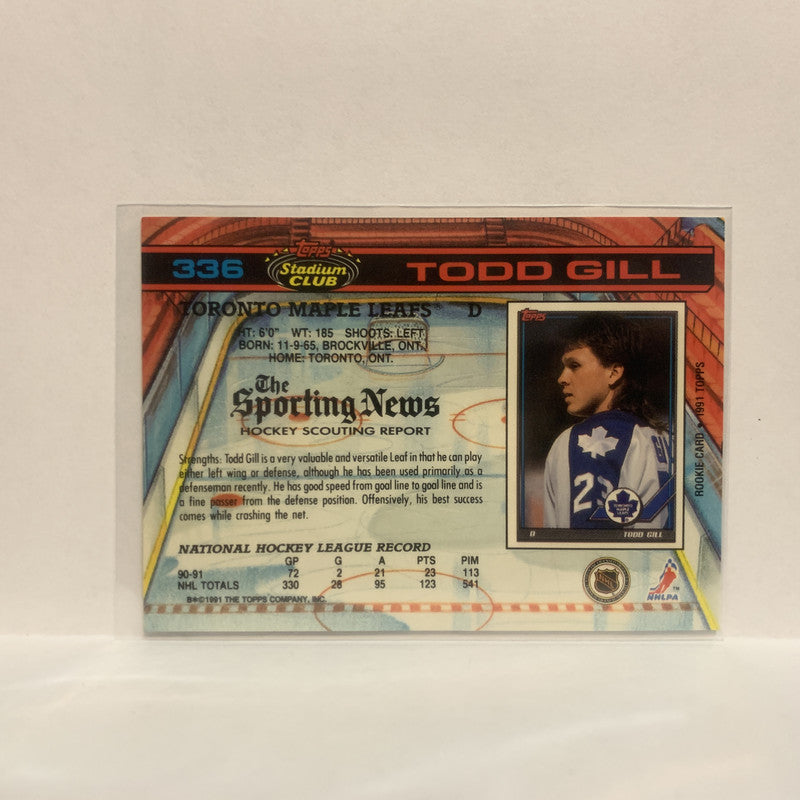 336
Topps
Stadium
CLUB
TODD GILL
TORONTO MAPLE LEAFS® D
HT: 6'0" WT: 185 SHOOTS: LEFT
BORN: 11-9-65, BROCKVILLE, ONT.
HOME: TORONTO, ONT.
The
Sporting News
HOCKEY SCOUTING REPORT
Strengths: Todd Gill is a very valuable and versatile Leaf in that he can play
either left wing or defense, although he has been used primarily as a
defenseman recently. He has good speed from goal line to goal line and is
a fine passer from the defense position. Offensively, his best success
comes while crashing the net.
NATIONAL HOCKEY LEAGUE RECORD
GP G A PTS PIM
90-91 72 2 21 23 113
NHL TOTALS 330 28 95 123 541
B*©1991 THE TOPPS COMPANY, INC.
Topps
23
TORONTO
MAPLE
LEAFS
D TODD GILL
ROOKIE CARD • 1991 TOPPS
NHL
NHLPA
TM